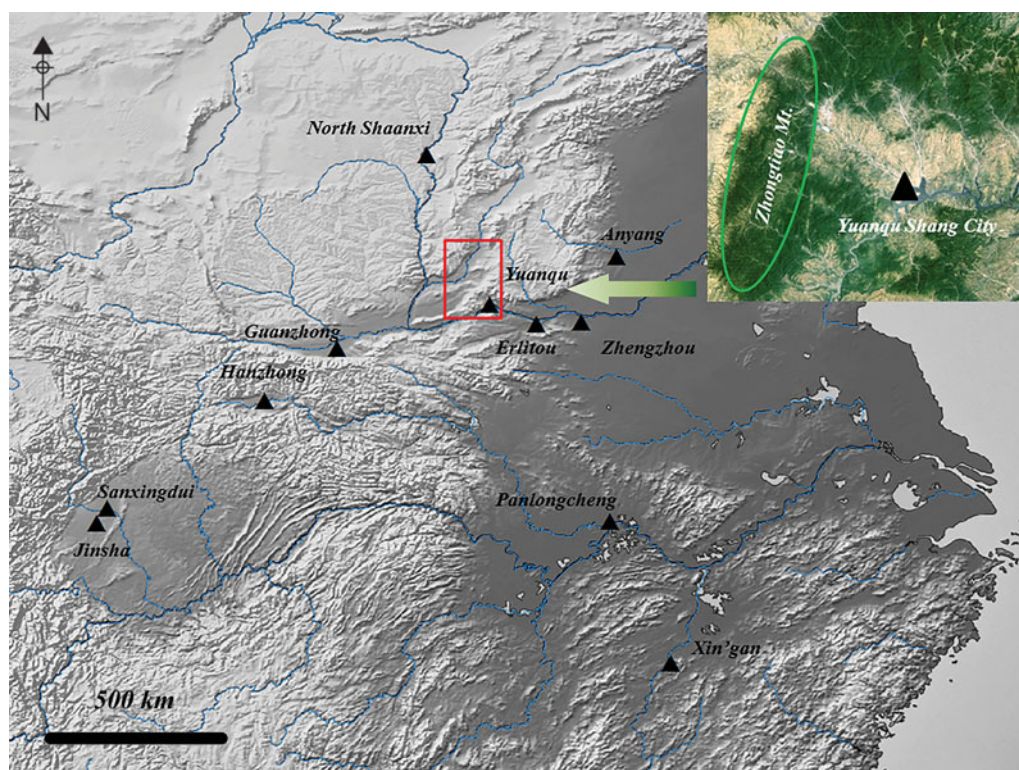 N
North Shaanxi
Zhongtiao Mt.
Yuanqu Shang City
Anyang
Yuanqu
Guanzhong
Erlitou
Zhengzhou
Hanzhong
Sanxingdui
Panlongcheng
Jinsha
Xin'gan
500 km